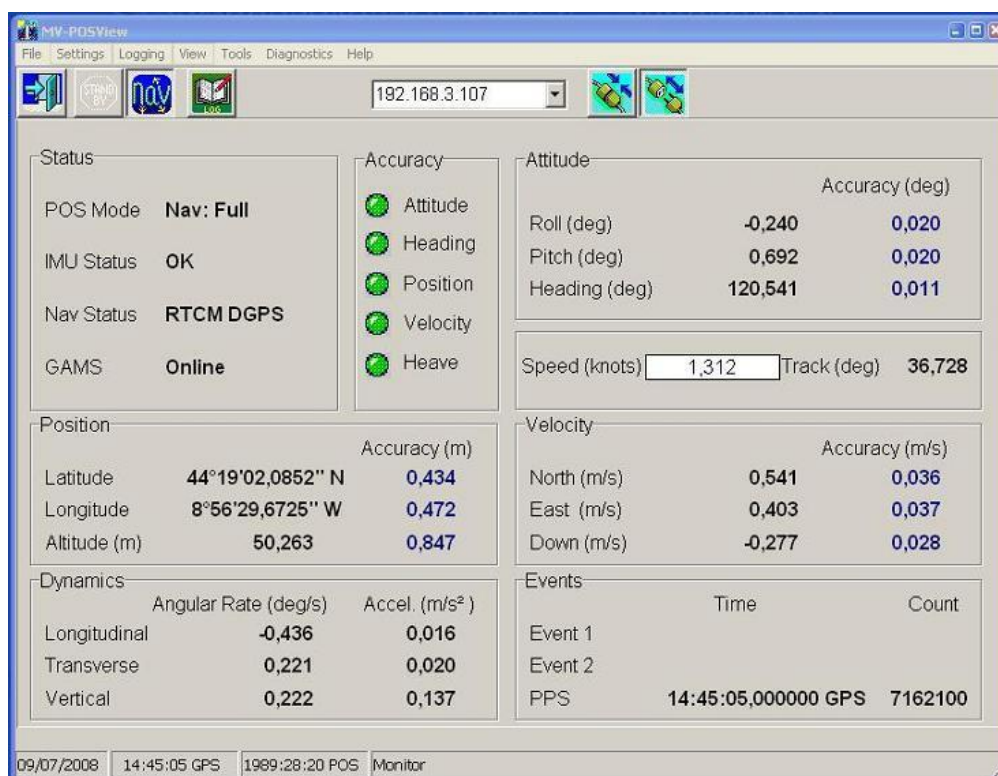 MV-POSView
File Settings Logging View Tools Diagnostics Help
STAND BY nav LOG 192.168.3.107
Status
POS Mode Nav: Full
IMU Status OK
Nav Status RTCM DGPS
GAMS Online
Accuracy
Attitude
Heading
Position
Velocity
Heave
Attitude
Accuracy (deg)
Roll (deg) -0,240 0,020
Pitch (deg) 0,692 0,020
Heading (deg) 120,541 0,011
Speed (knots) 1,312 Track (deg) 36,728
Position
Accuracy (m)
Latitude 44°19'02,0852'' N 0,434
Longitude 8°56'29,6725'' W 0,472
Altitude (m) 50,263 0,847
Velocity
Accuracy (m/s)
North (m/s) 0,541 0,036
East (m/s) 0,403 0,037
Down (m/s) -0,277 0,028
Dynamics
Angular Rate (deg/s) Accel. (m/s²)
Longitudinal -0,436 0,016
Transverse 0,221 0,020
Vertical 0,222 0,137
Events
Time Count
Event 1
Event 2
PPS 14:45:05,000000 GPS 7162100
09/07/2008 14:45:05 GPS 1989:28:20 POS Monitor